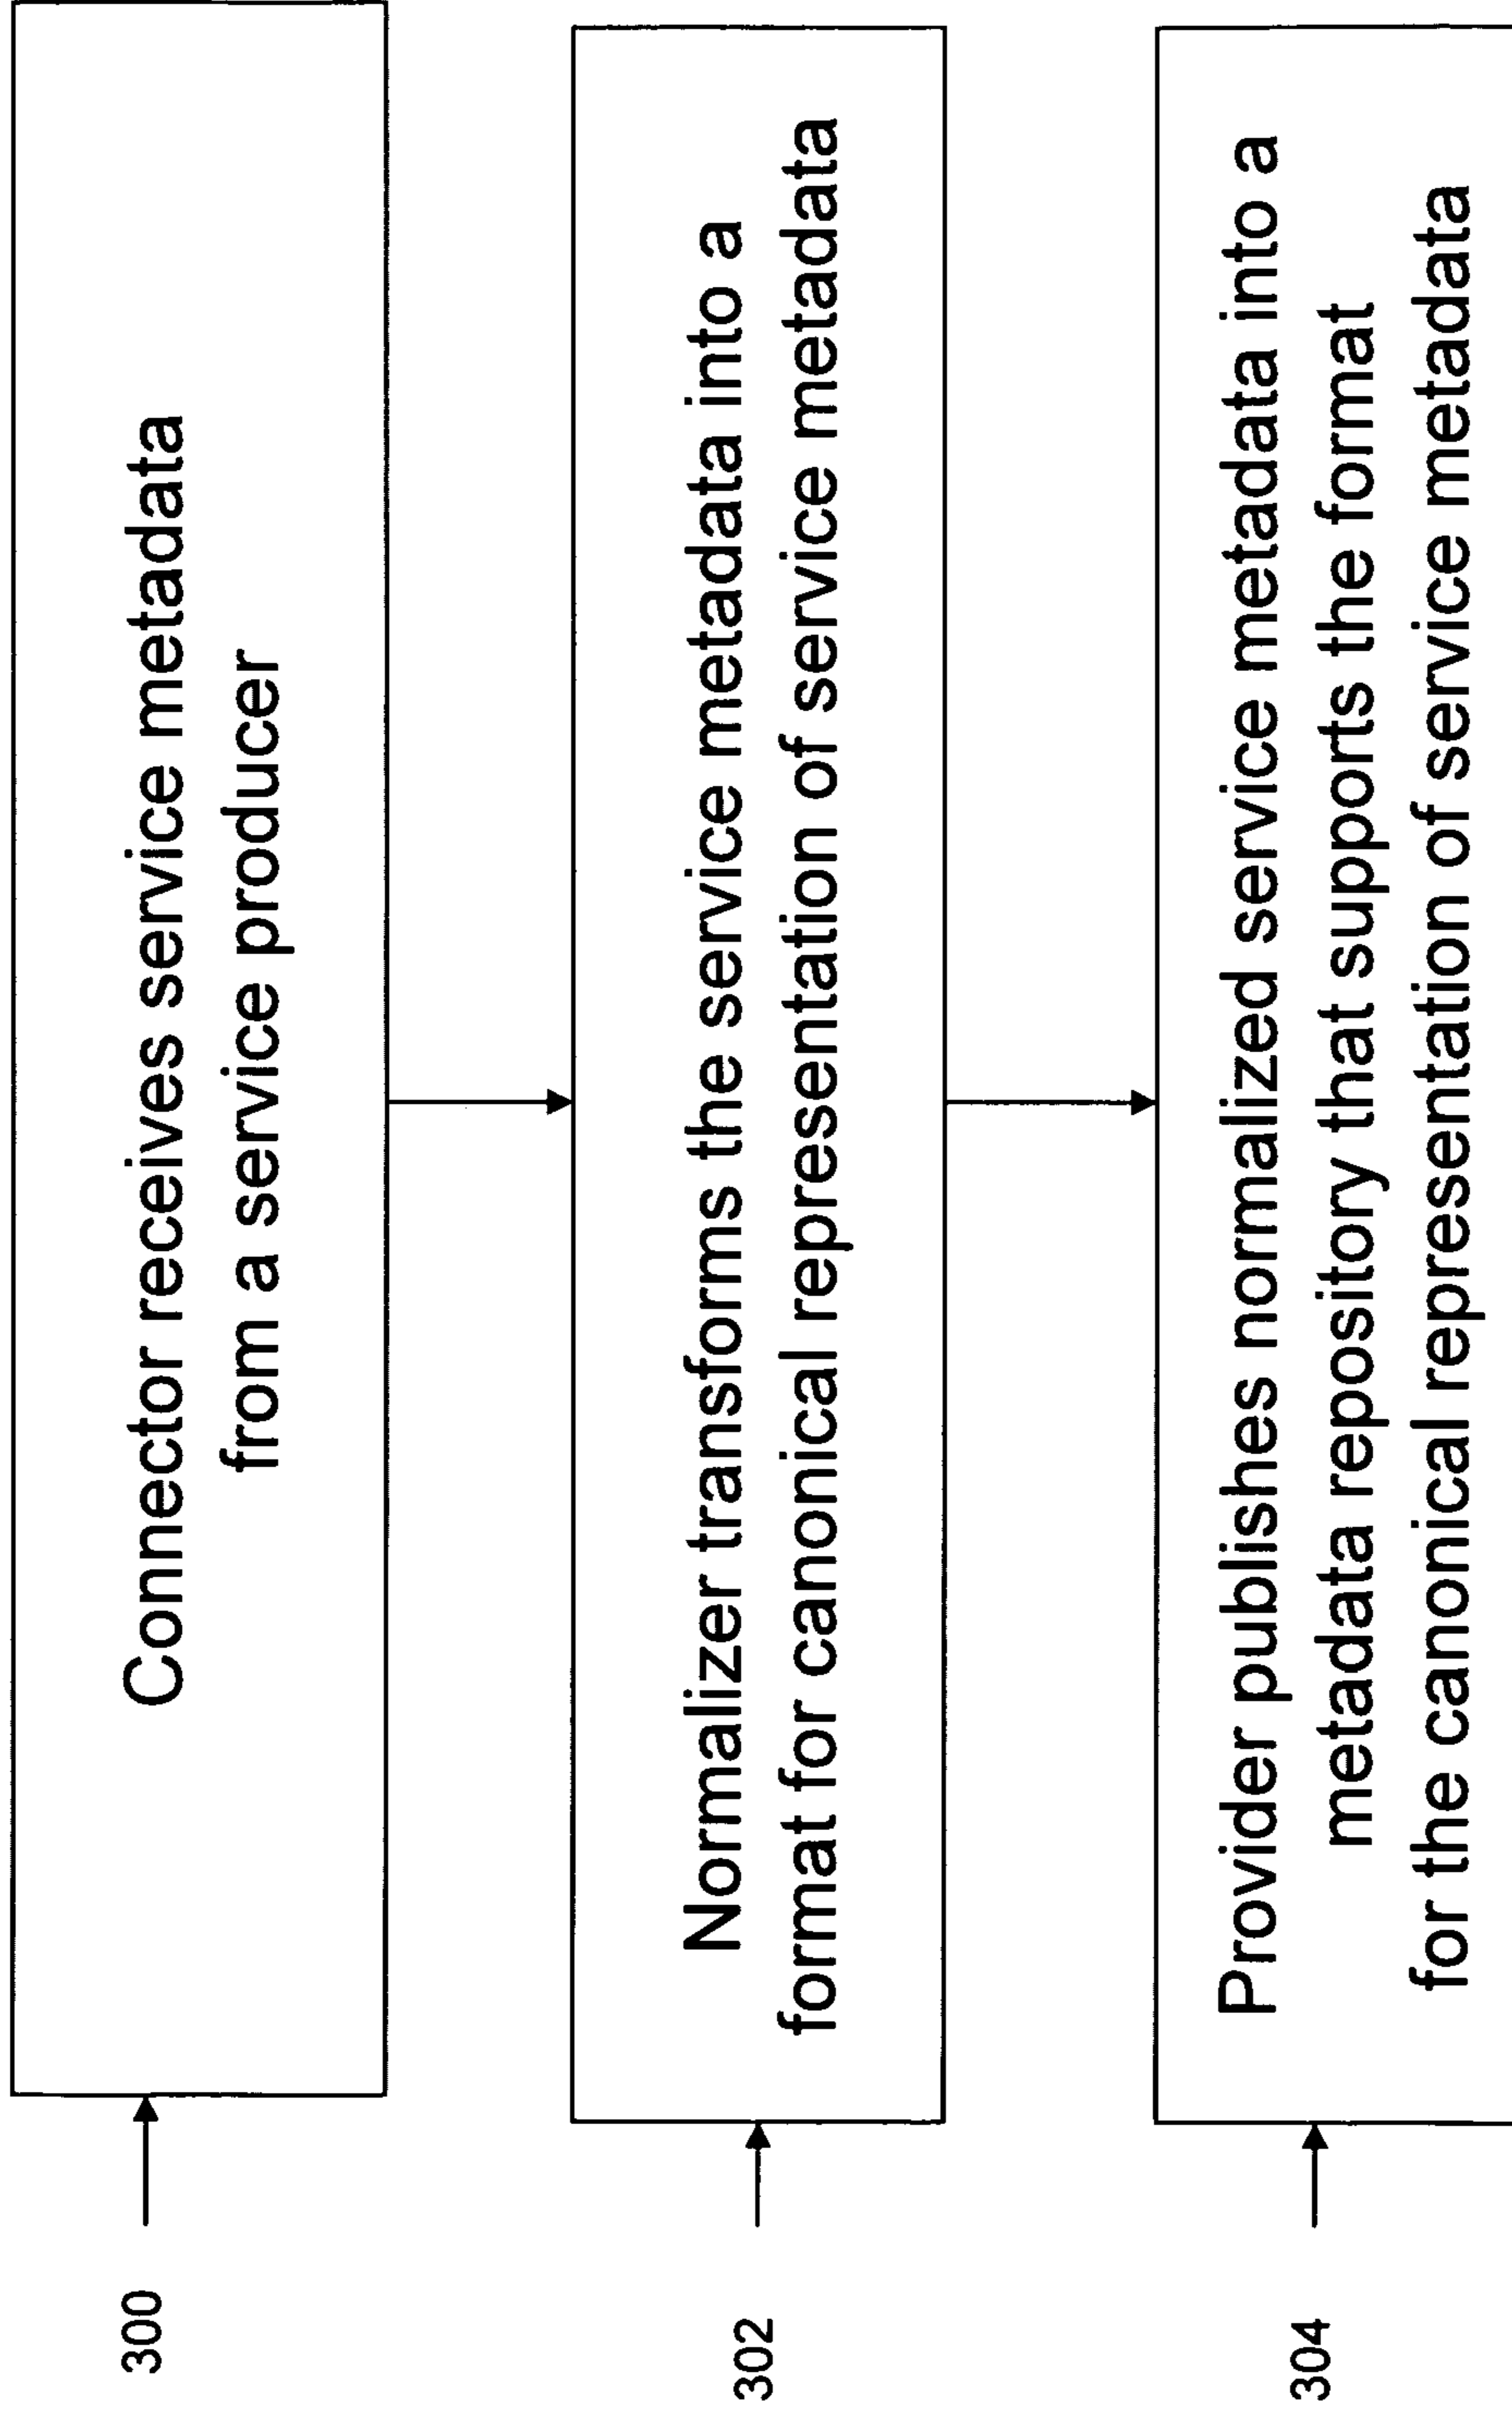 300
Connector receives service metadata
from a service producer
302
Normalizer transforms the service metadata into a
format for canonical representation of service metadata
304
Provider publishes normalized service metadata into a
metadata repository that supports the format
for the canonical representation of service metadata